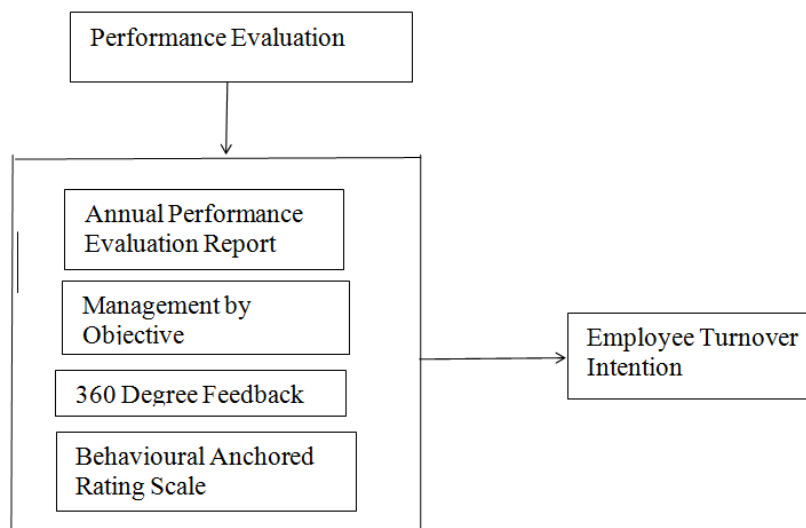 Performance Evaluation
Annual Performance
Evaluation Report
Management by
Objective
360 Degree Feedback
Behavioural Anchored
Rating Scale
Employee Turnover
Intention